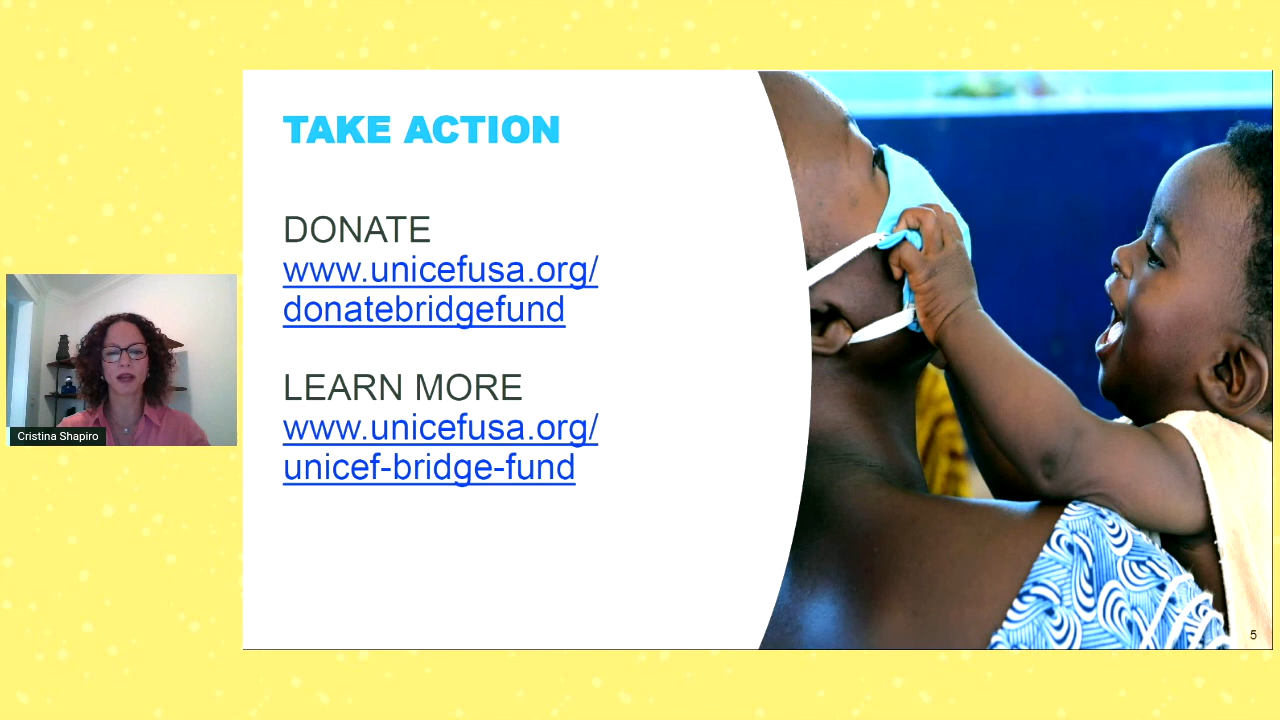 TAKE ACTION
DONATE
www.unicefusa.org/
donatebridgefund
LEARN MORE
www.unicefusa.org/
unicef-bridge-fund
Cristina Shapiro
5